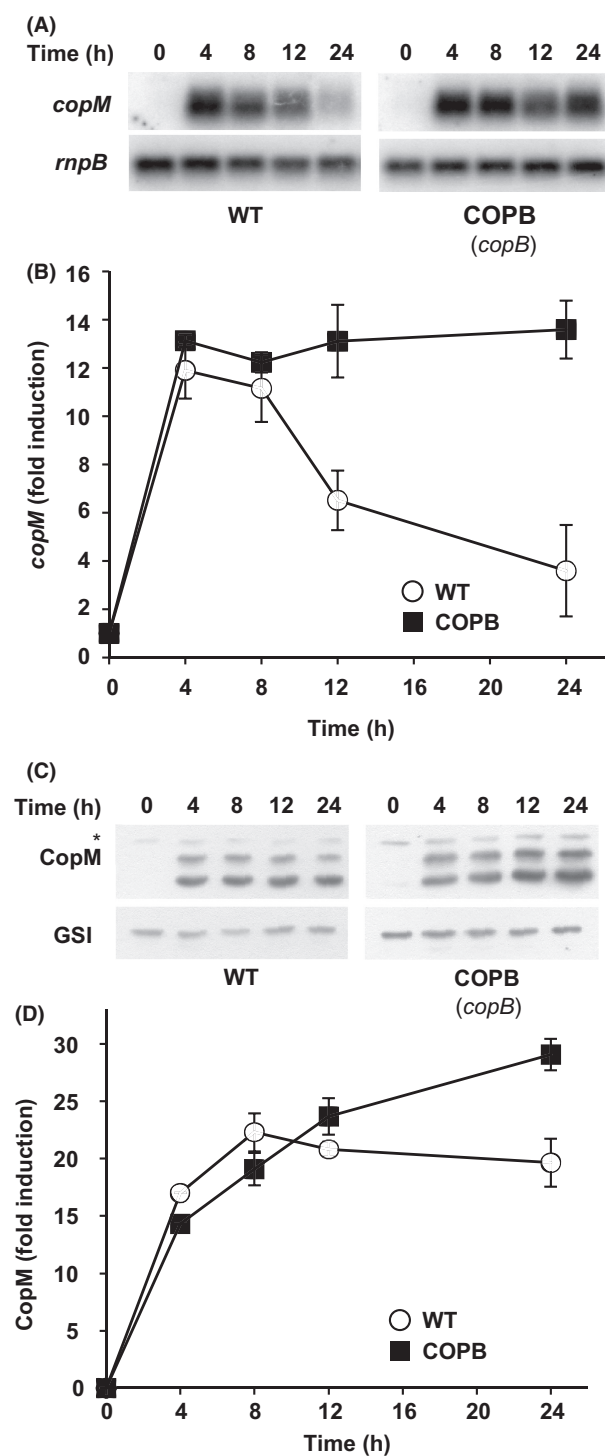 (A)
Time (h) 0 4 8 12 24 0 4 8 12 24
copM
rnpB
WT COPB
(copB)
(B)
16
14
12
10
8
6
4
2
0
copM (fold induction)
WT
COPB
0 4 8 12 16 20 24
Time (h)
(C)
Time (h) 0 4 8 12 24 0 4 8 12 24
*
CopM
GSI
WT COPB
(copB)
(D)
30
25
20
15
10
5
0
CopM (fold induction)
WT
COPB
0 4 8 12 16 20 24
Time (h)